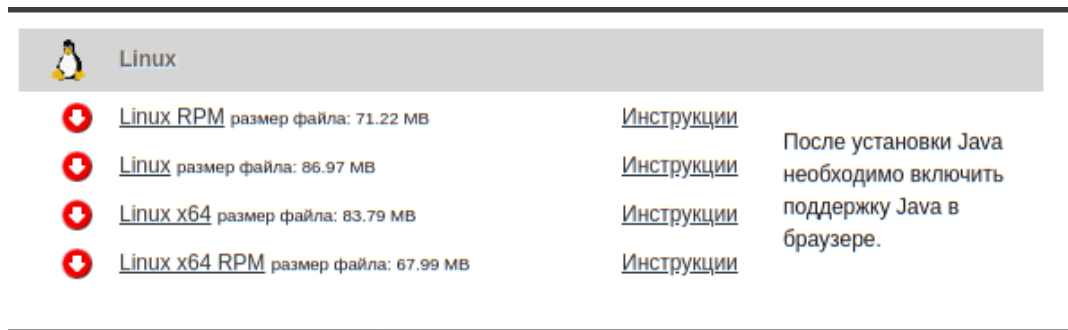 Linux
Linux RPM размер файла: 71.22 MB Инструкции
Linux размер файла: 86.97 MB Инструкции
Linux x64 размер файла: 83.79 MB Инструкции
Linux x64 RPM размер файла: 67.99 MB Инструкции
После установки Java
необходимо включить
поддержку Java в
браузере.